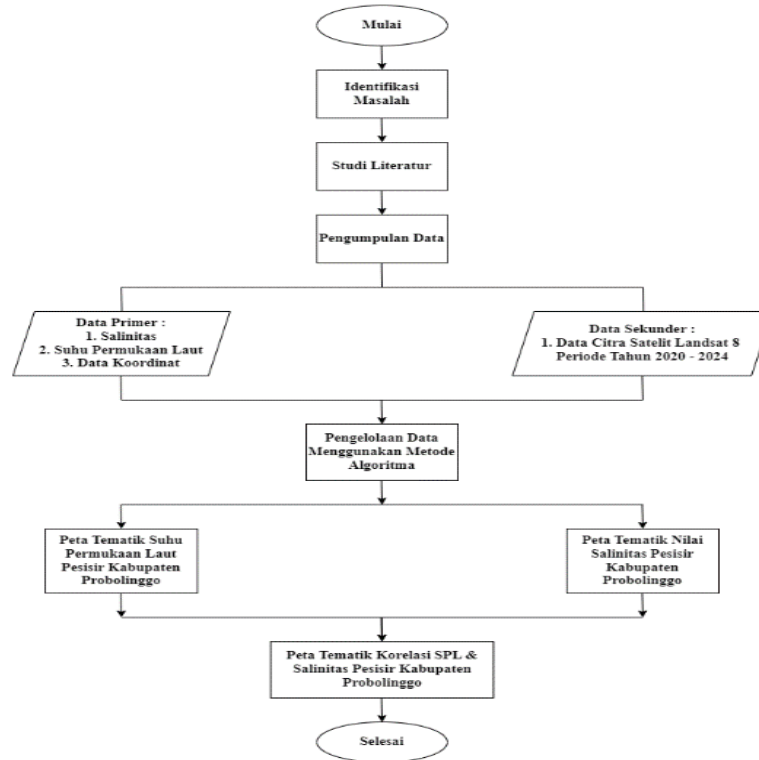 Mulai
Identifikasi
Masalah
Studi Literatur
Pengumpulan Data
Data Primer :
1. Salinitas
2. Suhu Permukaan Laut
3. Data Koordinat
Data Sekunder :
1. Data Citra Satelit Landsat 8
Periode Tahun 2020 - 2024
Pengelolaan Data
Menggunakan Metode
Algoritma
Peta Tematik Suhu
Permukaan Laut
Pesisir Kabupaten
Probolinggo
Peta Tematik Nilai
Salinitas Pesisir
Kabupaten
Probolinggo
Peta Tematik Korelasi SPL &
Salinitas Pesisir Kabupaten
Probolinggo
Selesai